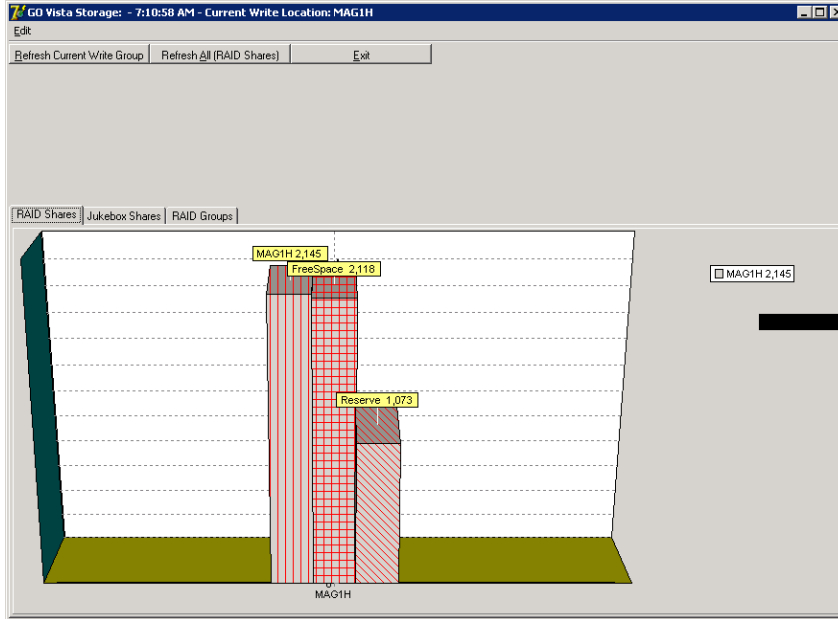 GO Vista Storage: - 7:10:58 AM - Current Write Location: MAG1H
Edit
Refresh Current Write Group Refresh All (RAID Shares) Exit
RAID Shares Jukebox Shares RAID Groups
MAG1H 2,145
FreeSpace 2,118
Reserve 1,073
MAG1H
MAG1H 2,145